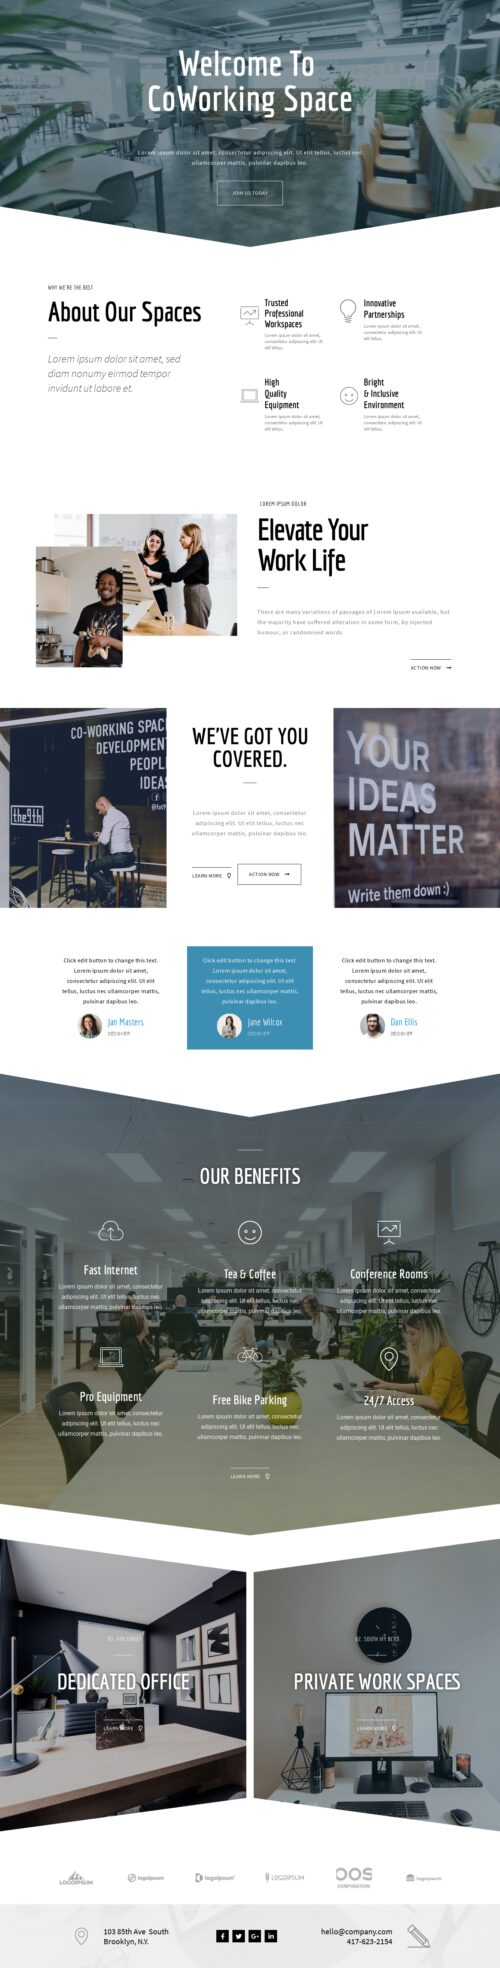 Welcome To
CoWorking Space
Lorem ipsum dolor sit amet, consectetur adipiscing elit. Ut elit tellus, luctus nec
ullamcorper mattis, pulvinar dapibus leo.
JOIN US TODAY
WHY WE'RE THE BEST
About Our Spaces
Lorem ipsum dolor sit amet, sed
diam nonumy eirmod tempor
invidunt ut labore et.
Trusted
Professional
Workspaces
Lorem ipsum dolor sit amet,
consectetur adipiscing elit. Ut
elit tellus,
Innovative
Partnerships
Lorem ipsum dolor sit amet,
consectetur adipiscing elit. Ut
elit tellus,
High
Quality
Equipment
Lorem ipsum dolor sit amet,
consectetur adipiscing elit. Ut
elit tellus,
Bright
& Inclusive
Environment
Lorem ipsum dolor sit amet,
consectetur adipiscing elit. Ut
elit tellus,
LOREM IPSUM DOLOR
Elevate Your
Work Life
There are many variations of passages of Lorem Ipsum available, but
the majority have suffered alteration in some form, by injected
humour, or randomised words
ACTION NOW
CO-WORKING SPAC
DEVELOPMENT
PEOPL
IDEAS
the9th
WE'VE GOT YOU
COVERED.
Lorem ipsum dolor sit amet, consectetur
adipiscing elit. Ut elit tellus, luctus nec
ullamcorper mattis, pulvinar dapibus leo.
LEARN MORE
ACTION NOW
YOUR
IDEAS
MATTER
Write them down :)
Click edit button to change this text.
Lorem ipsum dolor sit amet,
consectetur adipiscing elit. Ut elit
tellus, luctus nec ullamcorper mattis,
pulvinar dapibus leo.
Jan Masters
DESIGNER
Click edit button to change this text.
Lorem ipsum dolor sit amet,
consectetur adipiscing elit. Ut elit
tellus, luctus nec ullamcorper mattis,
pulvinar dapibus leo.
Jane Wilcox
DESIGNER
Click edit button to change this text.
Lorem ipsum dolor sit amet,
consectetur adipiscing elit. Ut elit
tellus, luctus nec ullamcorper mattis,
pulvinar dapibus leo.
Dan Ellis
DESIGNER
OUR BENEFITS
Fast Internet
Lorem ipsum dolor sit amet, consectetur
adipiscing elit. Ut elit tellus, luctus nec
ullamcorper mattis, pulvinar dapibus leo.
Tea & Coffee
Lorem ipsum dolor sit amet, consectetur
adipiscing elit. Ut elit tellus, luctus nec
ullamcorper mattis, pulvinar dapibus leo.
Conference Rooms
Lorem ipsum dolor sit amet, consectetur
adipiscing elit. Ut elit tellus, luctus nec
ullamcorper mattis, pulvinar dapibus leo.
Pro Equipment
Lorem ipsum dolor sit amet, consectetur
adipiscing elit. Ut elit tellus, luctus nec
ullamcorper mattis, pulvinar dapibus leo.
Free Bike Parking
Lorem ipsum dolor sit amet, consectetur
adipiscing elit. Ut elit tellus, luctus nec
ullamcorper mattis, pulvinar dapibus leo.
24/7 Access
Lorem ipsum dolor sit amet, consectetur
adipiscing elit. Ut elit tellus, luctus nec
ullamcorper mattis, pulvinar dapibus leo.
LEARN MORE
01. 9TH STREET
DEDICATED OFFICE
LEARN MORE
02. SOUTH IVY BLVD.
PRIVATE WORK SPACES
LEARN MORE
LOGOIPSUM
logoipsum
logoipsum
LOGOIPSUM
OOS
CORPORATION
logoipsum
103 85th Ave South
Brooklyn, N.Y.
hello@company.com
417-623-2154